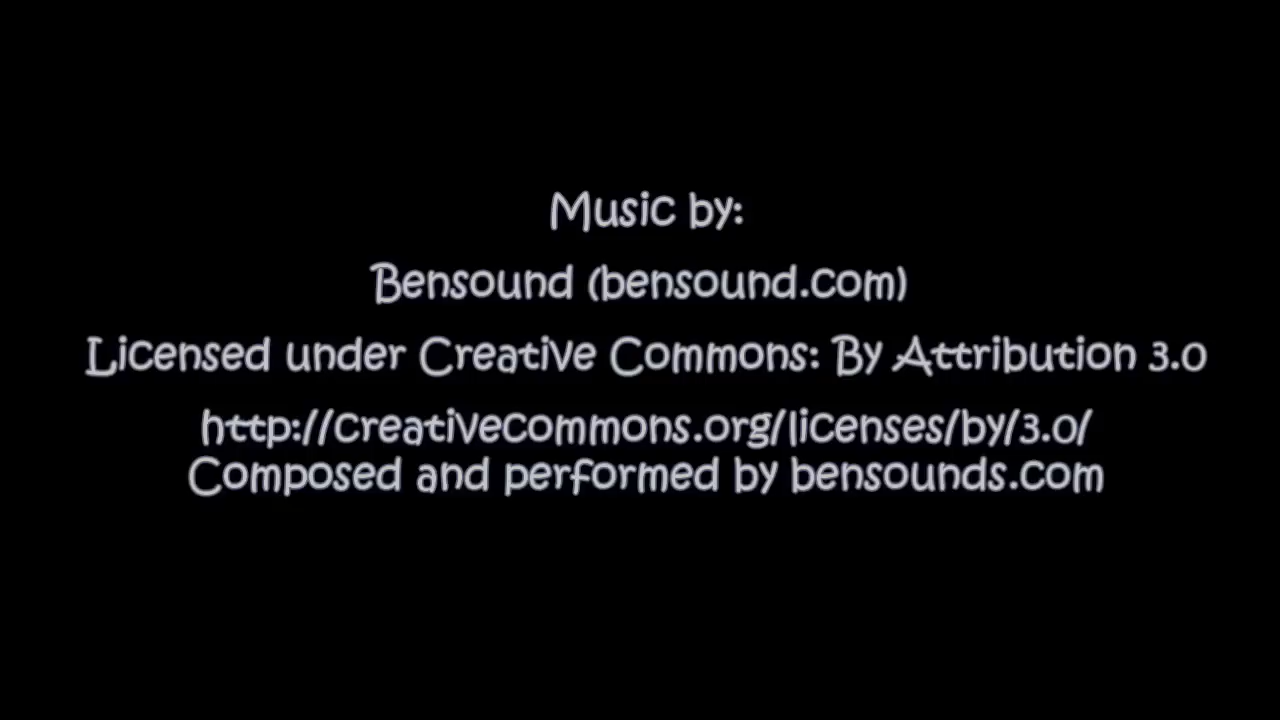 Music by:
Bensound (bensound.com)
Licensed under Creative Commons: By Attribution 3.0
http://creativecommons.org/licenses/by/3.0/
Composed and performed by bensounds.com